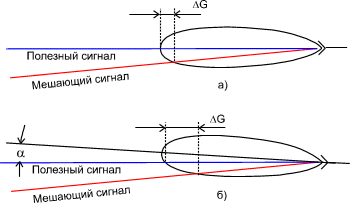 ΔG
Полезный сигнал
Мешающий сигнал
а)
ΔG
α
Полезный сигнал
Мешающий сигнал
б)